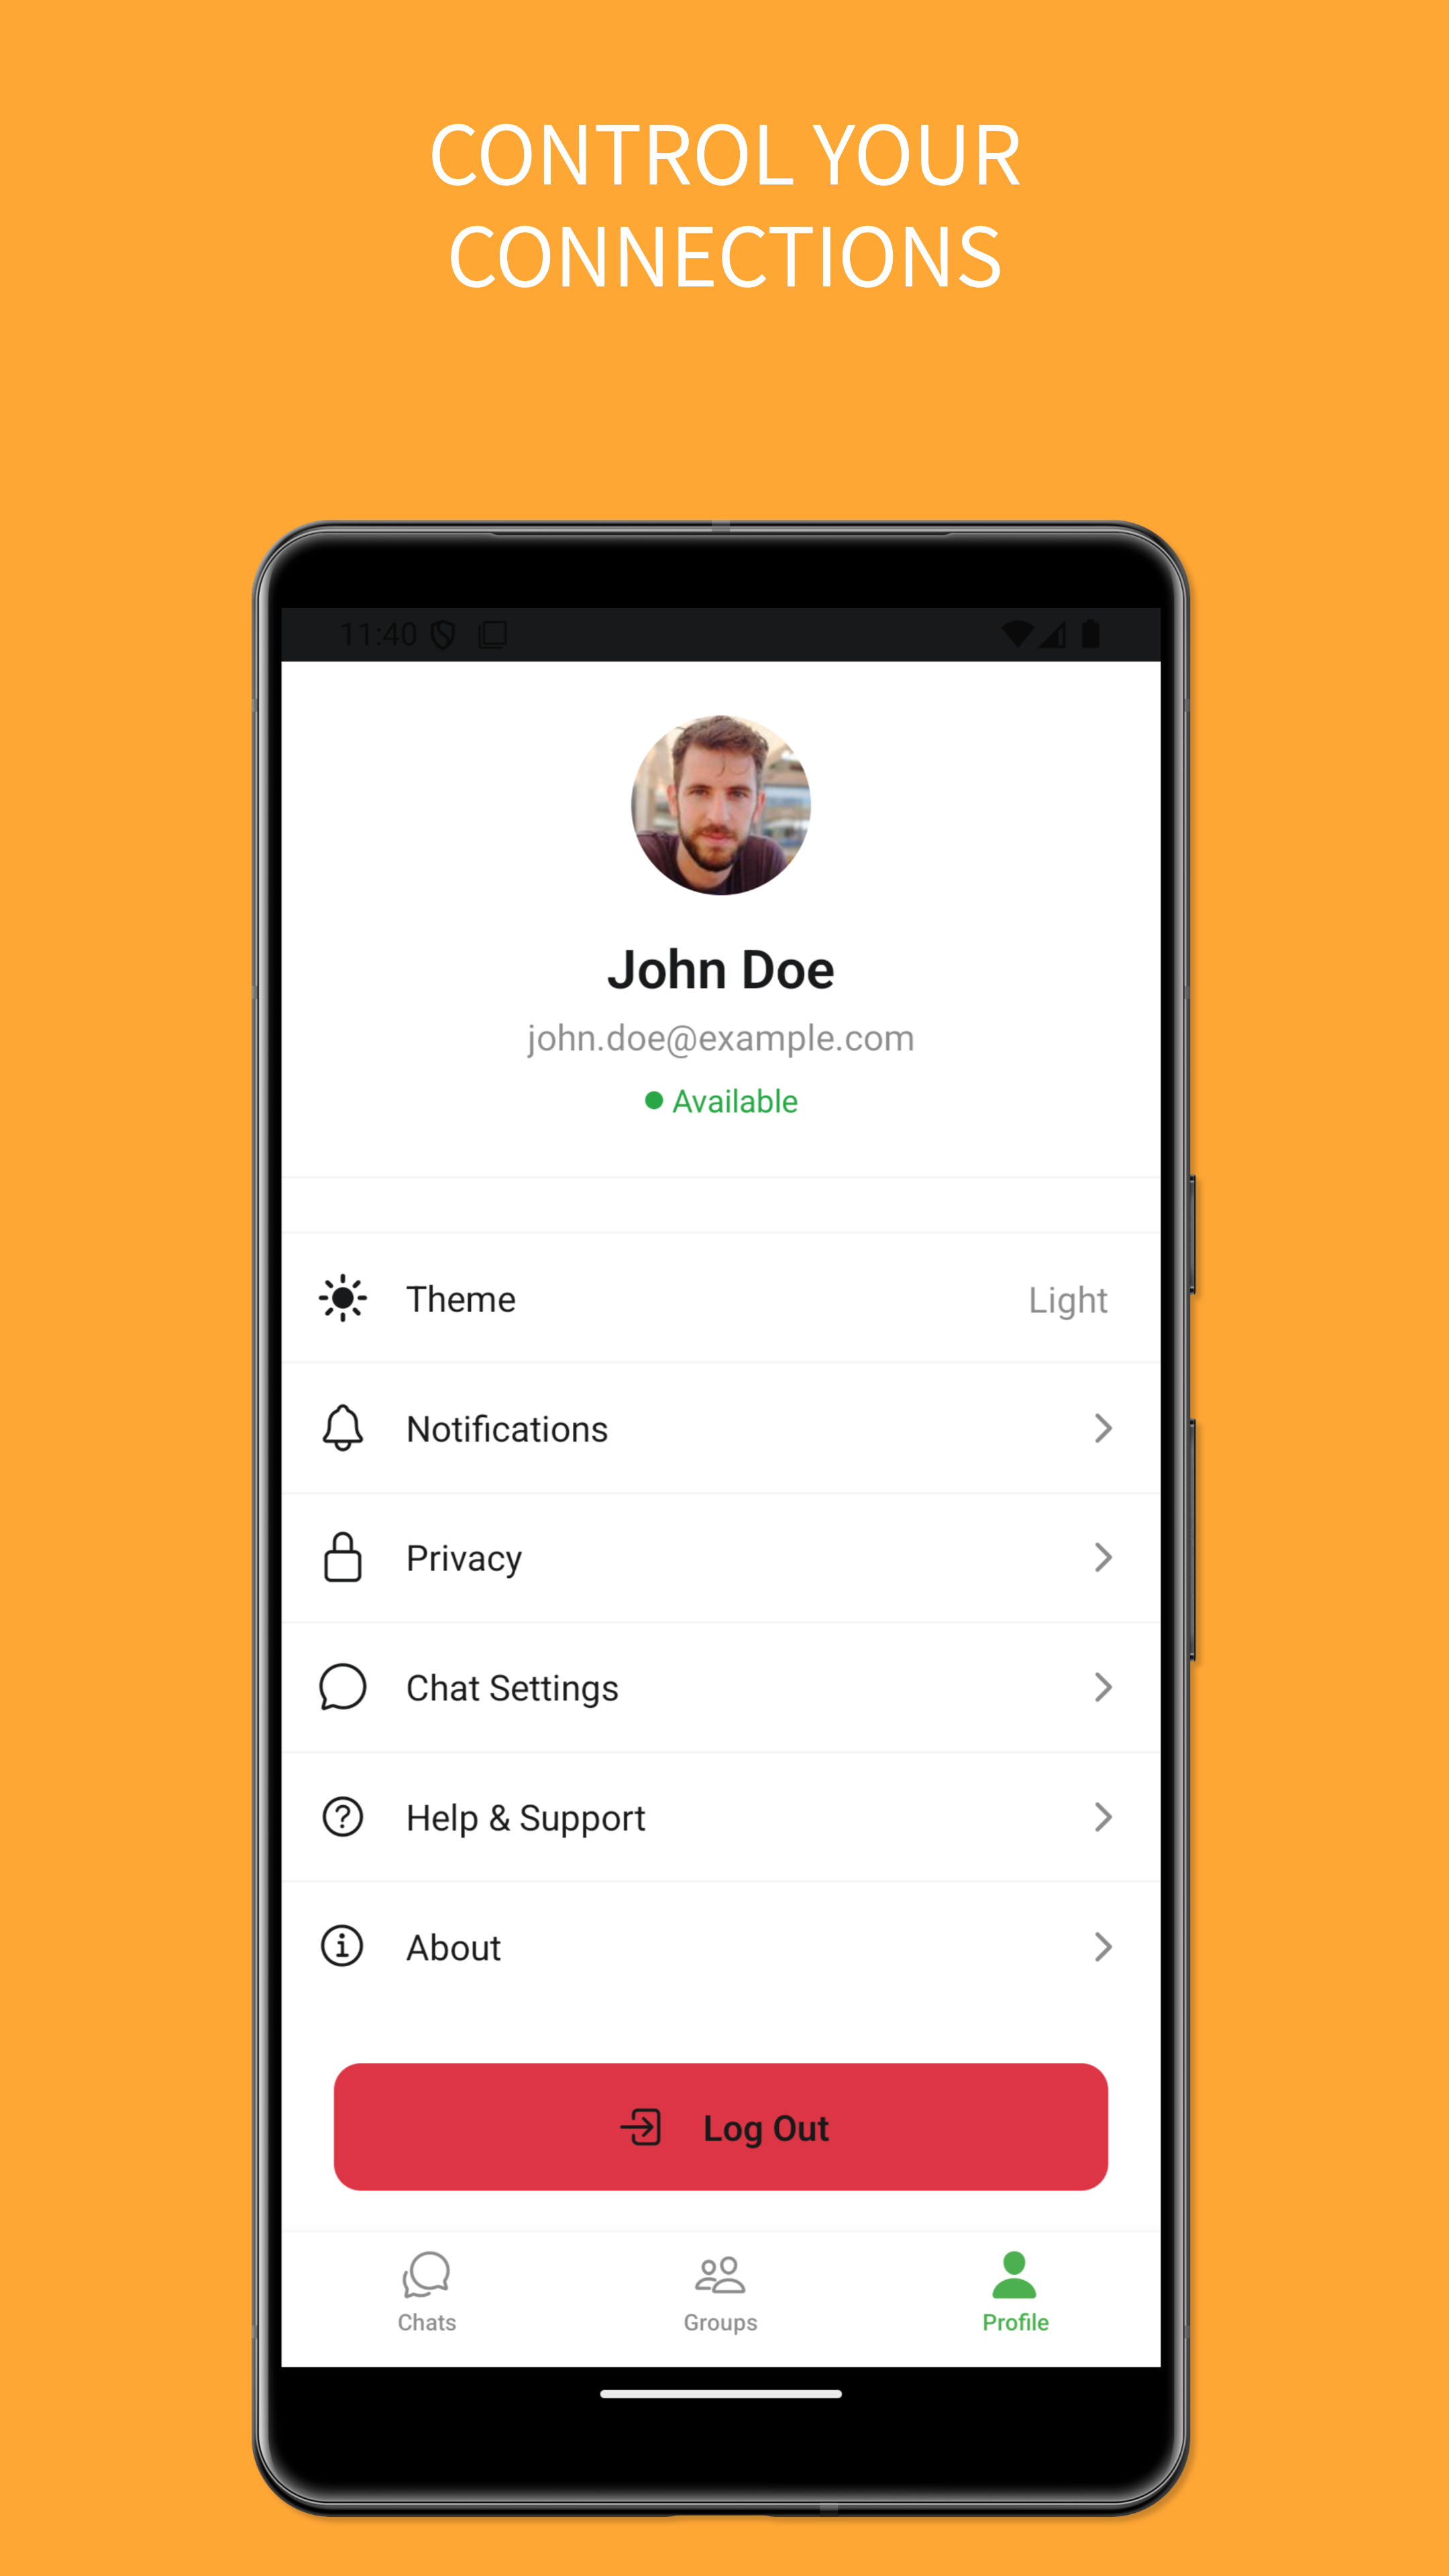 CONTROL YOUR
CONNECTIONS
11:40
John Doe
john.doe@example.com
Available
Theme Light
Notifications
Privacy
Chat Settings
Help & Support
About
Log Out
Chats Groups Profile